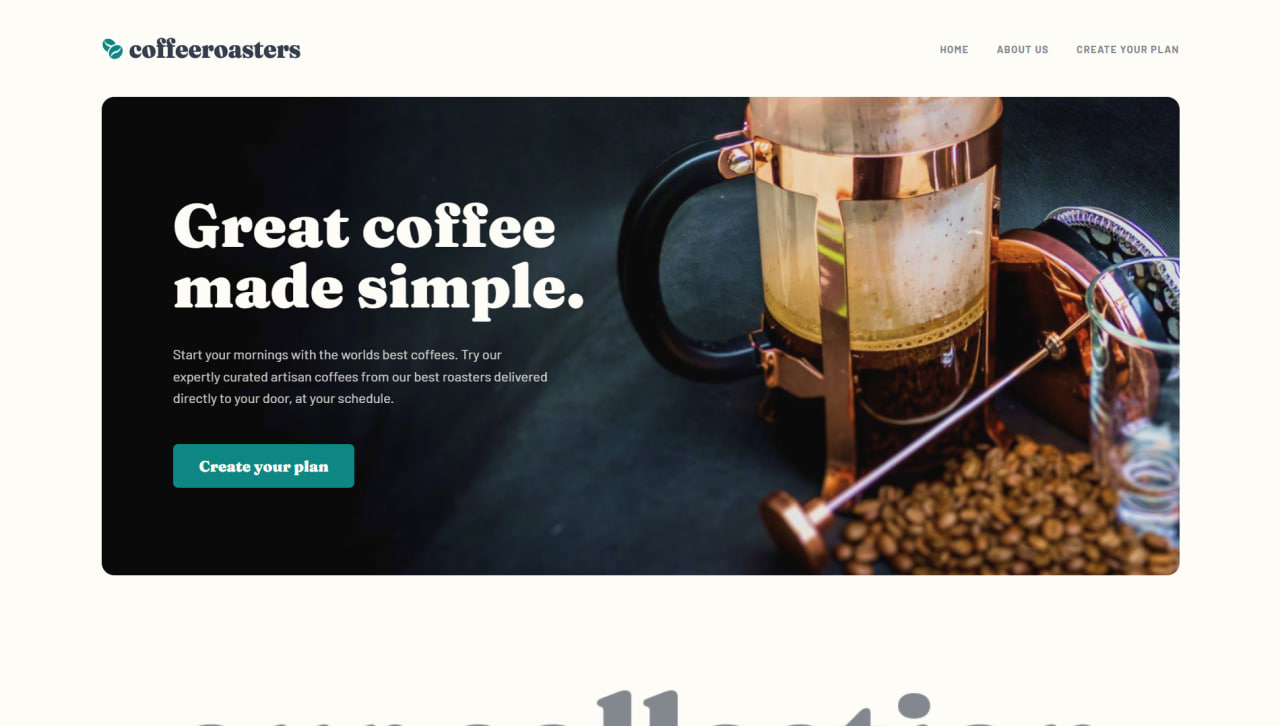 coffeeroasters
HOME
ABOUT US
CREATE YOUR PLAN
Great coffee
made simple.
Start your mornings with the worlds best coffees. Try our
expertly curated artisan coffees from our best roasters delivered
directly to your door, at your schedule.
Create your plan
our collection